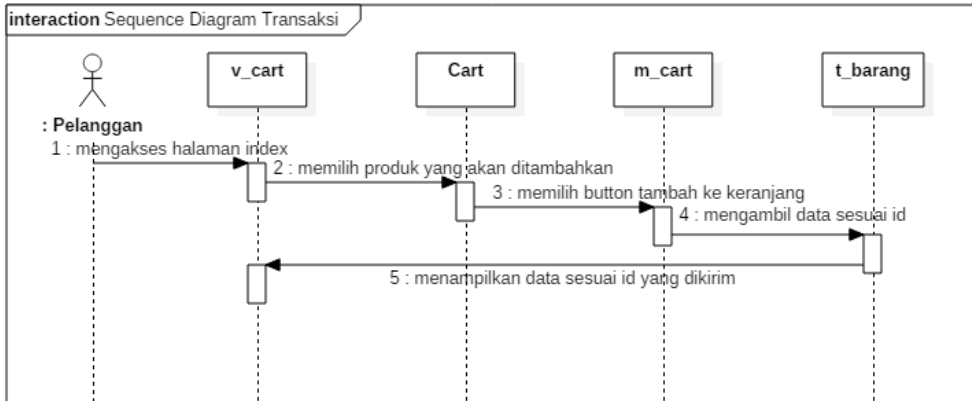 interaction Sequence Diagram Transaksi
v_cart
Cart
m_cart
t_barang
: Pelanggan
1 : mengakses halaman index
2 : memilih produk yang akan ditambahkan
3 : memilih button tambah ke keranjang
4 : mengambil data sesuai id
5 : menampilkan data sesuai id yang dikirim